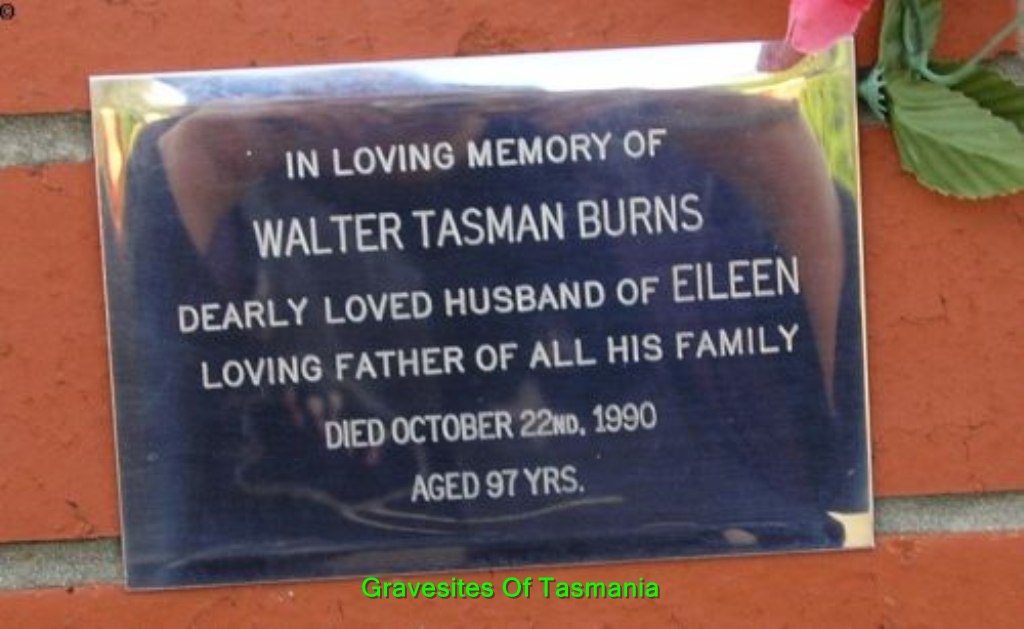 ©
IN LOVING MEMORY OF
WALTER TASMAN BURNS
DEARLY LOVED HUSBAND OF EILEEN
LOVING FATHER OF ALL HIS FAMILY
DIED OCTOBER 22ND, 1990
AGED 97 YRS.
Gravesites Of Tasmania